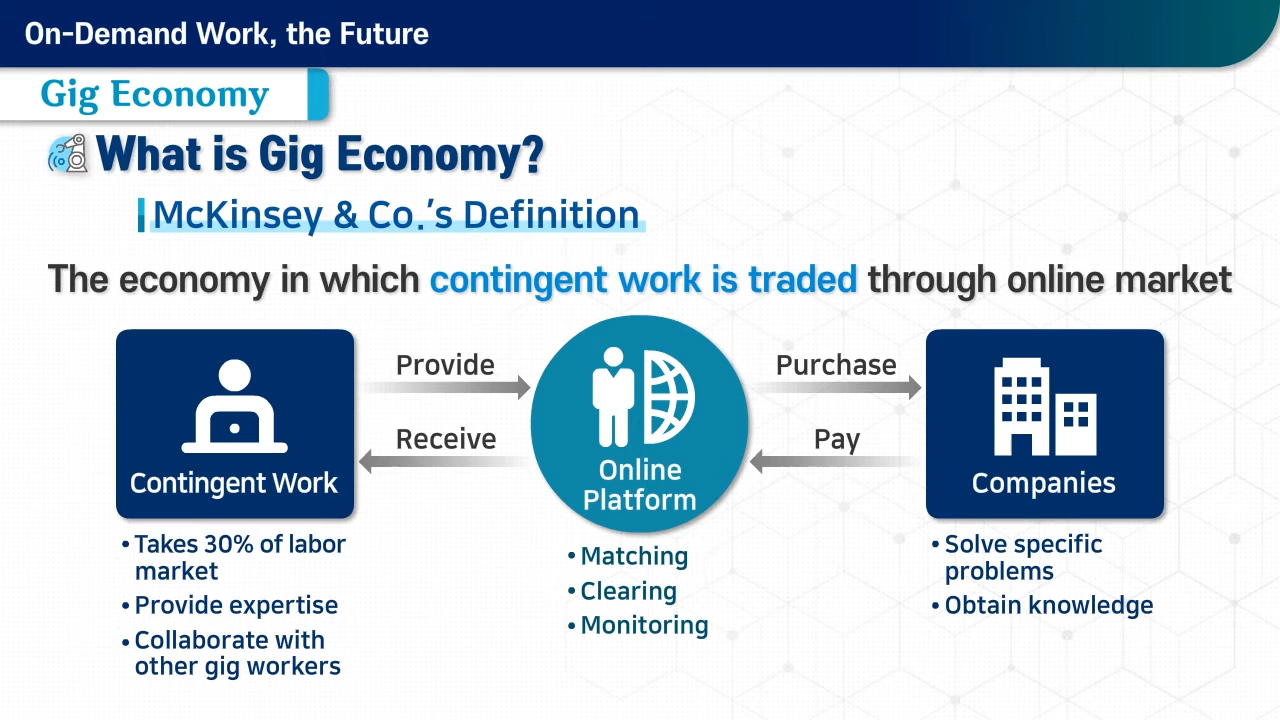 On-Demand Work, the Future
Gig Economy
What is Gig Economy?
McKinsey & Co.'s Definition
The economy in which contingent work is traded through online market
Provide
Purchase
Receive
Pay
Contingent Work
Online
Platform
Companies
• Takes 30% of labor
market
• Provide expertise
• Collaborate with
other gig workers
• Matching
• Clearing
• Monitoring
• Solve specific
problems
• Obtain knowledge